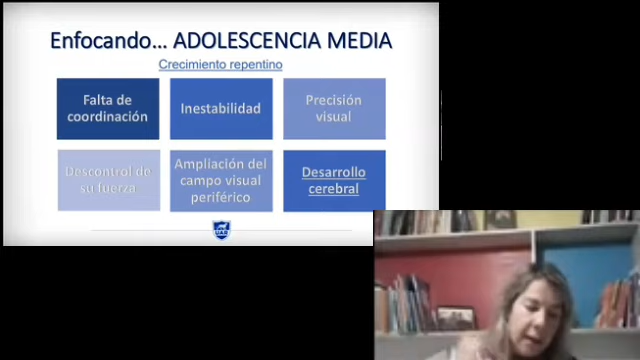 Enfocando... ADOLESCENCIA MEDIA
Crecimiento repentino
Falta de
coordinación
Inestabilidad
Precisión
visual
Descontrol de
su fuerza
Ampliación del
campo visual
periférico
Desarrollo
cerebral
UAB